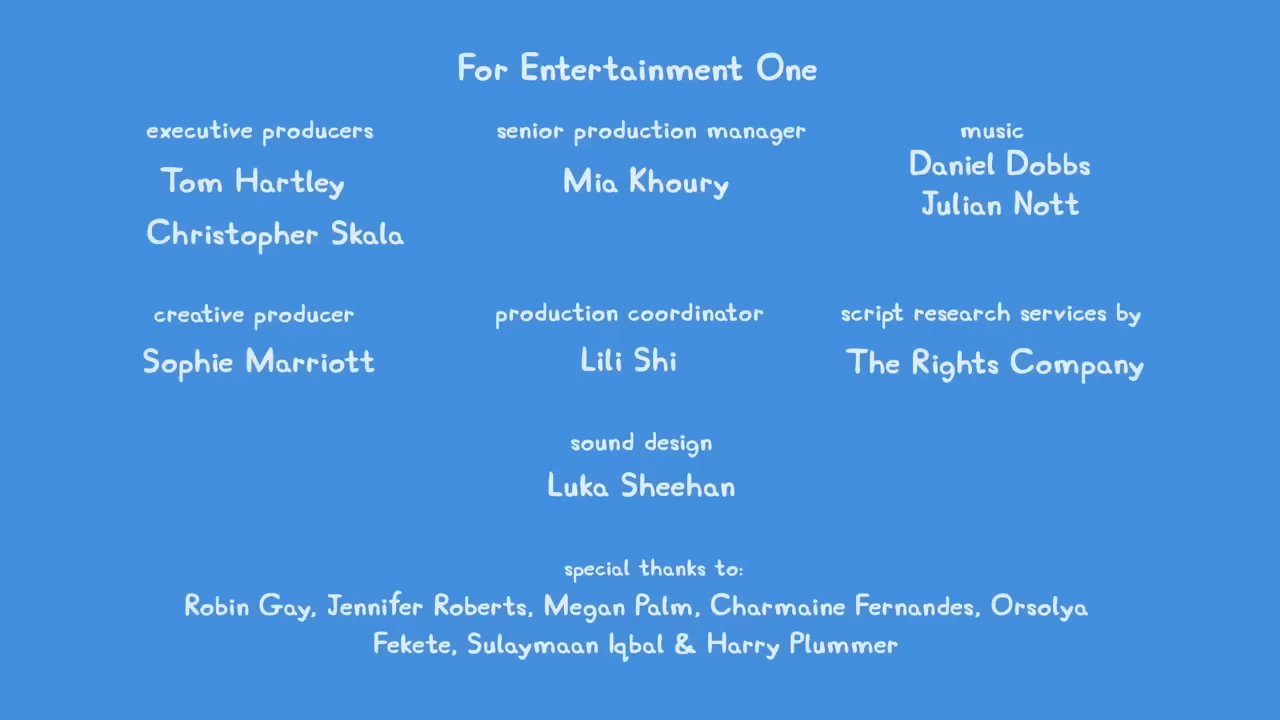 For Entertainment One
executive producers
Tom Hartley
Christopher Skala
senior production manager
Mia Khoury
music
Daniel Dobbs
Julian Nott
creative producer
Sophie Marriott
production coordinator
Lili Shi
script research services by
The Rights Company
sound design
Luka Sheehan
special thanks to:
Robin Gay, Jennifer Roberts, Megan Palm, Charmaine Fernandes, Orsolya
Fekete, Sulaymaan Iqbal & Harry Plummer